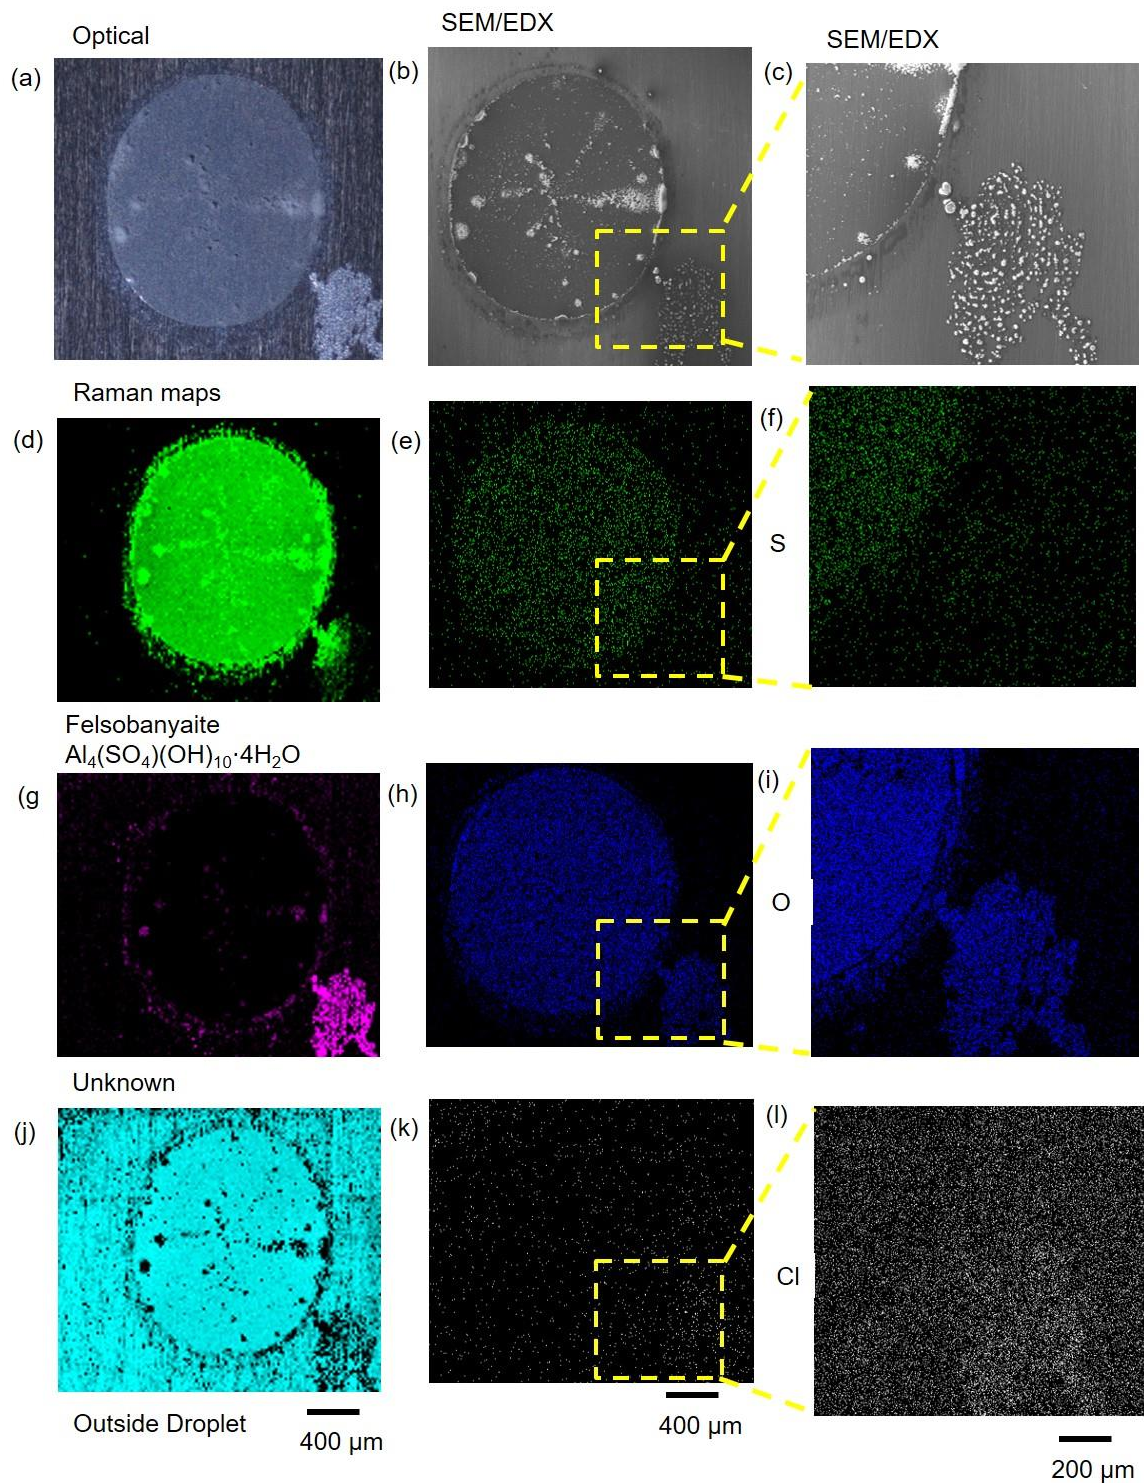 Optical
SEM/EDX
SEM/EDX
(a)
(b)
(c)
Raman maps
(d)
(e)
(f)
S
Felsobanyaite
Al₄(SO₄)(OH)₁₀·4H₂O
(g
(h)
(i)
O
Unknown
(j)
(k)
(l)
Cl
Outside Droplet
400 µm
400 µm
200 µm